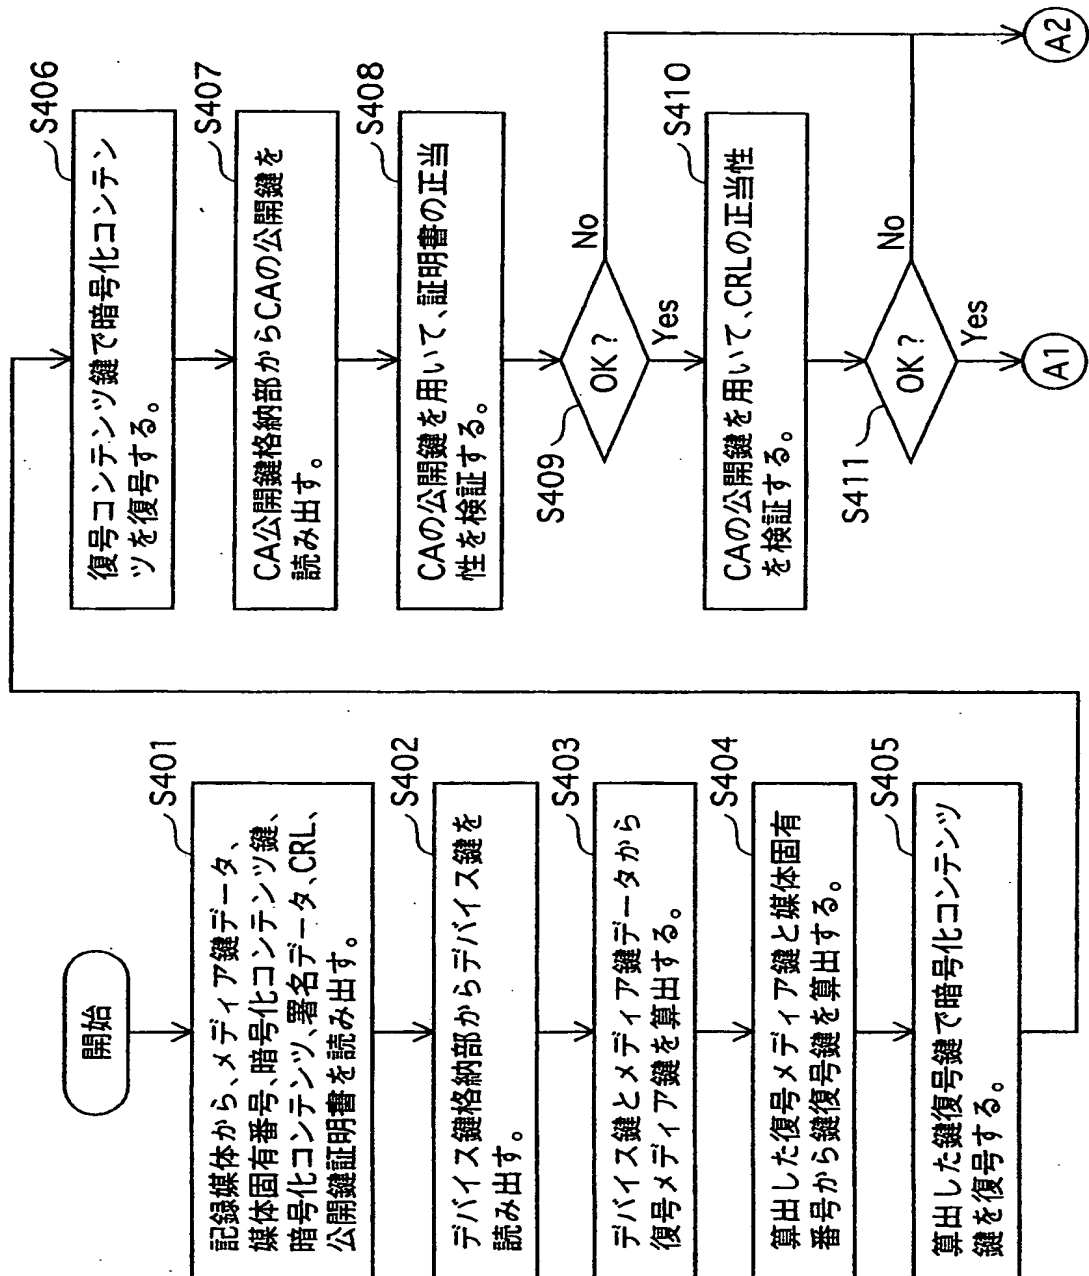 開始
S401
記録媒体から、メディア鍵データ、
媒体固有番号、暗号化コンテンツ鍵、
暗号化コンテンツ、署名データ、CRL、
公開鍵証明書を読み出す。
S402
デバイス鍵格納部からデバイス鍵を
読み出す。
S403
デバイス鍵とメディア鍵データから
復号メディア鍵を算出する。
S404
算出した復号メディア鍵と媒体固有
番号から鍵復号鍵を算出する。
S405
算出した鍵復号鍵で暗号化コンテンツ
鍵を復号する。
S406
復号コンテンツ鍵で暗号化コンテン
ツを復号する。
S407
CA公開鍵格納部からCAの公開鍵を
読み出す。
S408
CAの公開鍵を用いて、証明書の正当
性を検証する。
S409
OK?
No
Yes
S410
CAの公開鍵を用いて、CRLの正当性
を検証する。
S411
OK?
No
Yes
A1
A2